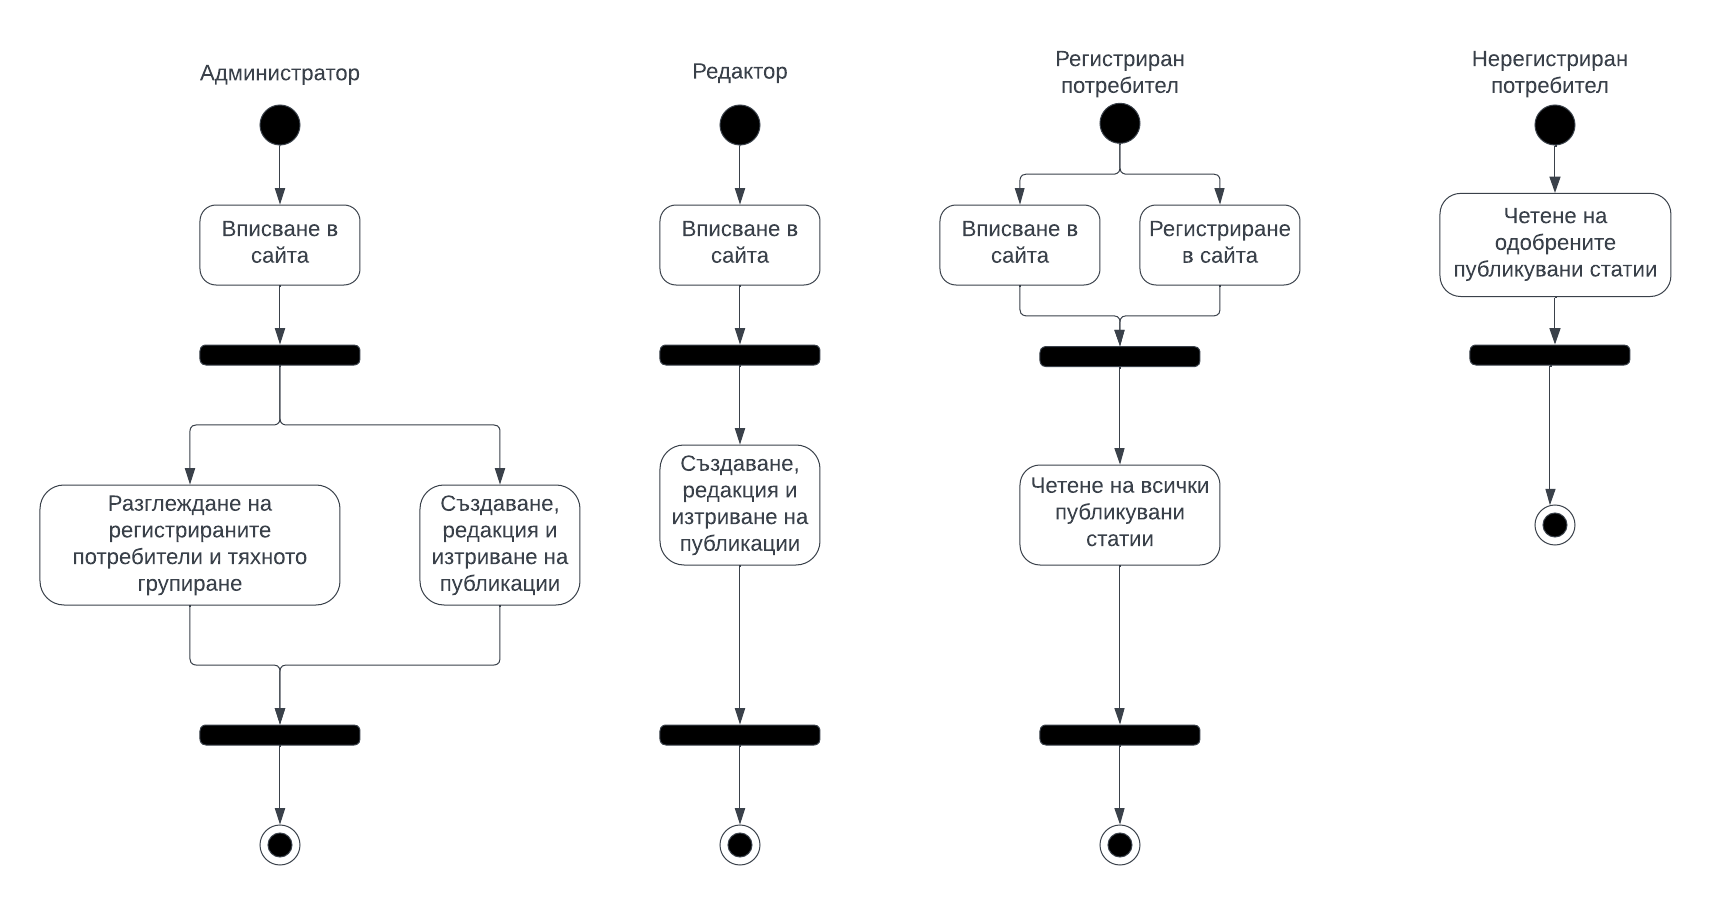 Администратор
Вписване в
сайта
Разглеждане на
регистрираните
потребители и тяхното
групиране
Създаване,
редакция и
изтриване на
публикации
Редактор
Вписване в
сайта
Създаване,
редакция и
изтриване на
публикации
Регистриран
потребител
Вписване в
сайта
Регистриране
в сайта
Четене на всички
публикувани
статии
Нерегистриран
потребител
Четене на
одобрените
публикувани статии